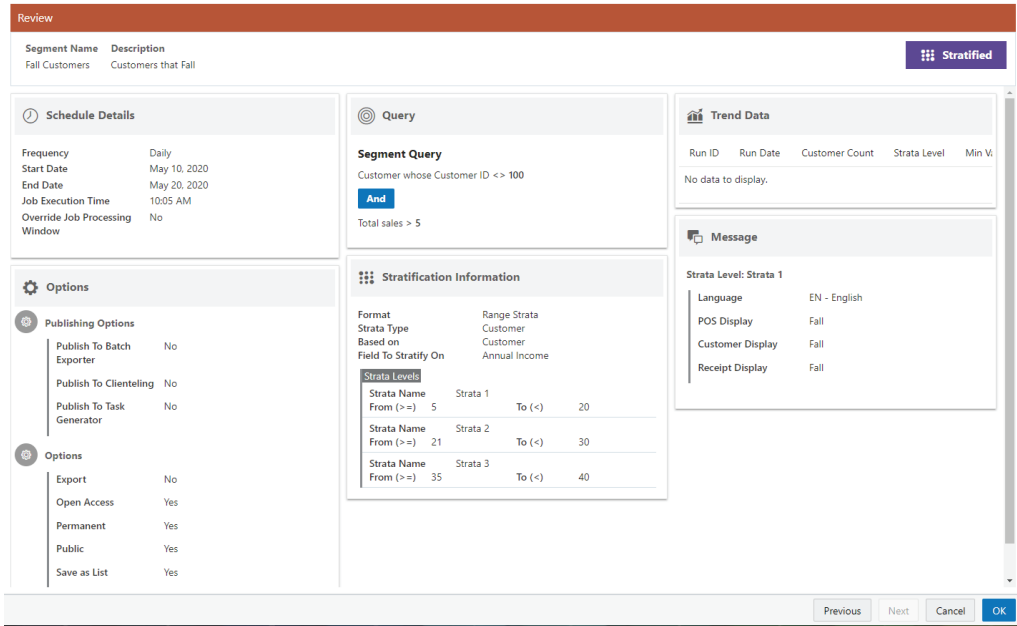 Review
Segment Name Description
Fall Customers Customers that Fall
Stratified
Schedule Details
Frequency Daily
Start Date May 10, 2020
End Date May 20, 2020
Job Execution Time 10:05 AM
Override Job Processing No
Window
Options
Publishing Options
Publish To Batch No
Exporter
Publish To Clienteling No
Publish To Task No
Generator
Options
Export No
Open Access Yes
Permanent Yes
Public Yes
Save as List Yes
Query
Segment Query
Customer whose Customer ID <> 100
And
Total sales > 5
Stratification Information
Format Range Strata
Strata Type Customer
Based on Customer
Field To Stratify On Annual Income
Strata Levels
Strata Name Strata 1
From (>=) 5 To (<) 20
Strata Name Strata 2
From (>=) 21 To (<) 30
Strata Name Strata 3
From (>=) 35 To (<) 40
Trend Data
Run ID Run Date Customer Count Strata Level Min
No data to display.
Message
Strata Level: Strata 1
Language EN - English
POS Display Fall
Customer Display Fall
Receipt Display Fall
Previous Next Cancel OK